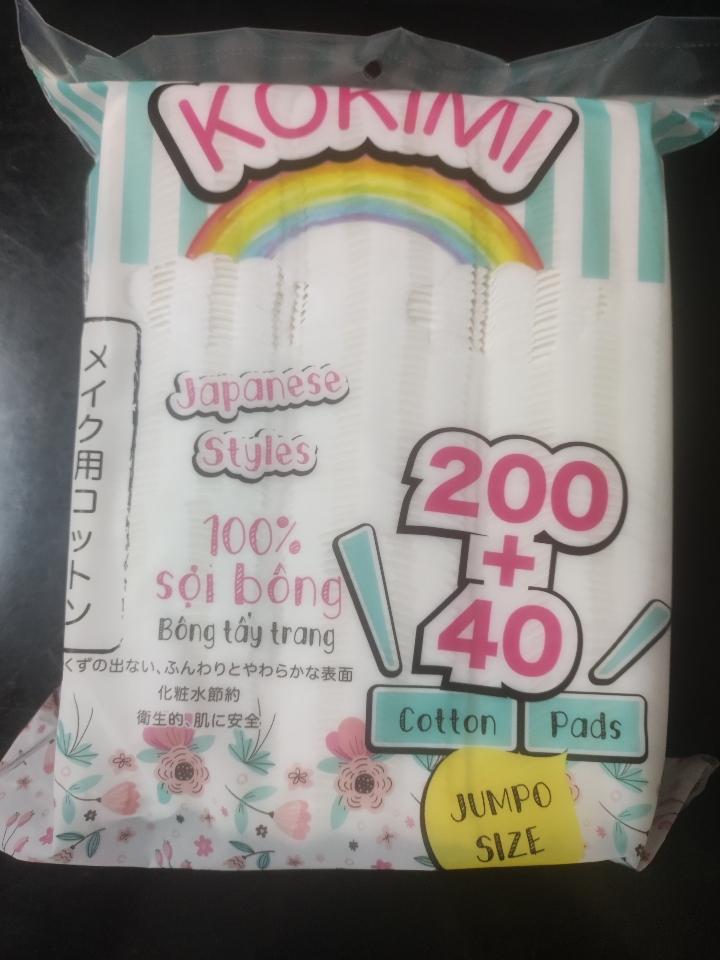 KOKIMI
メイク用コットン
Japanese
Styles
100%
sợi bông
Bông tẩy trang
くずの出ない、ふんわりとやわらかな表面
化粧水節約
衛生的、肌に安全
200
+
40
Cotton Pads
JUMPO
SIZE